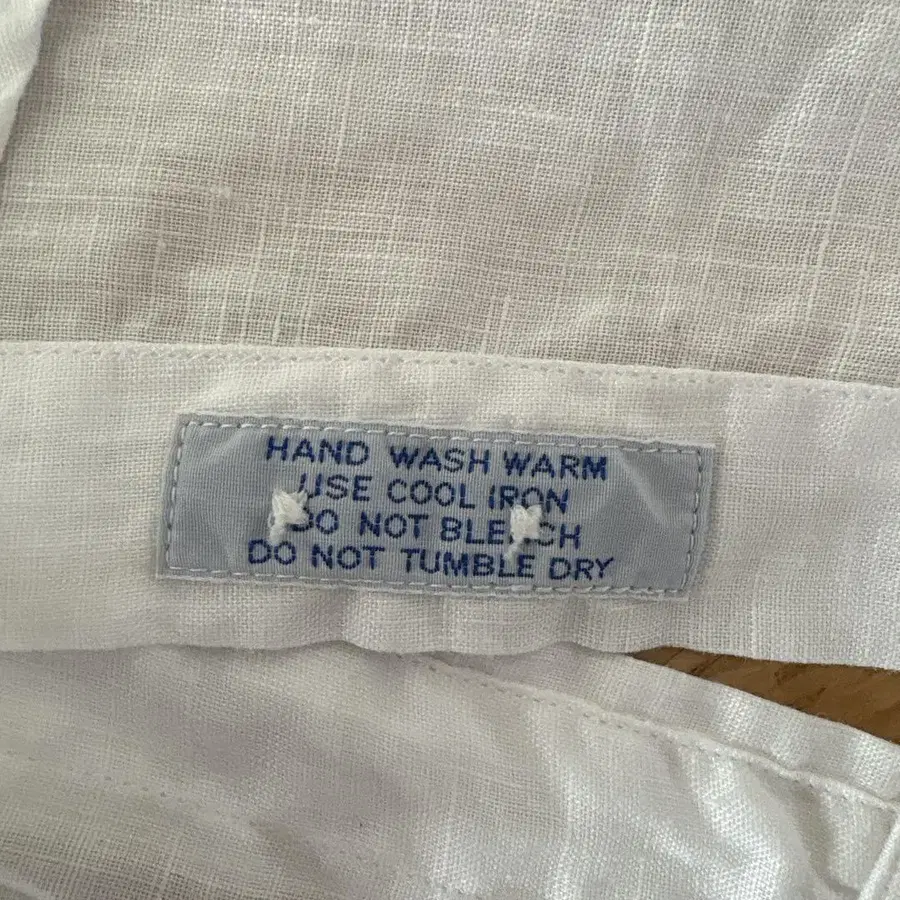 HAND WASH WARM
USE COOL IRON
DO NOT BLEACH
DO NOT TUMBLE DRY